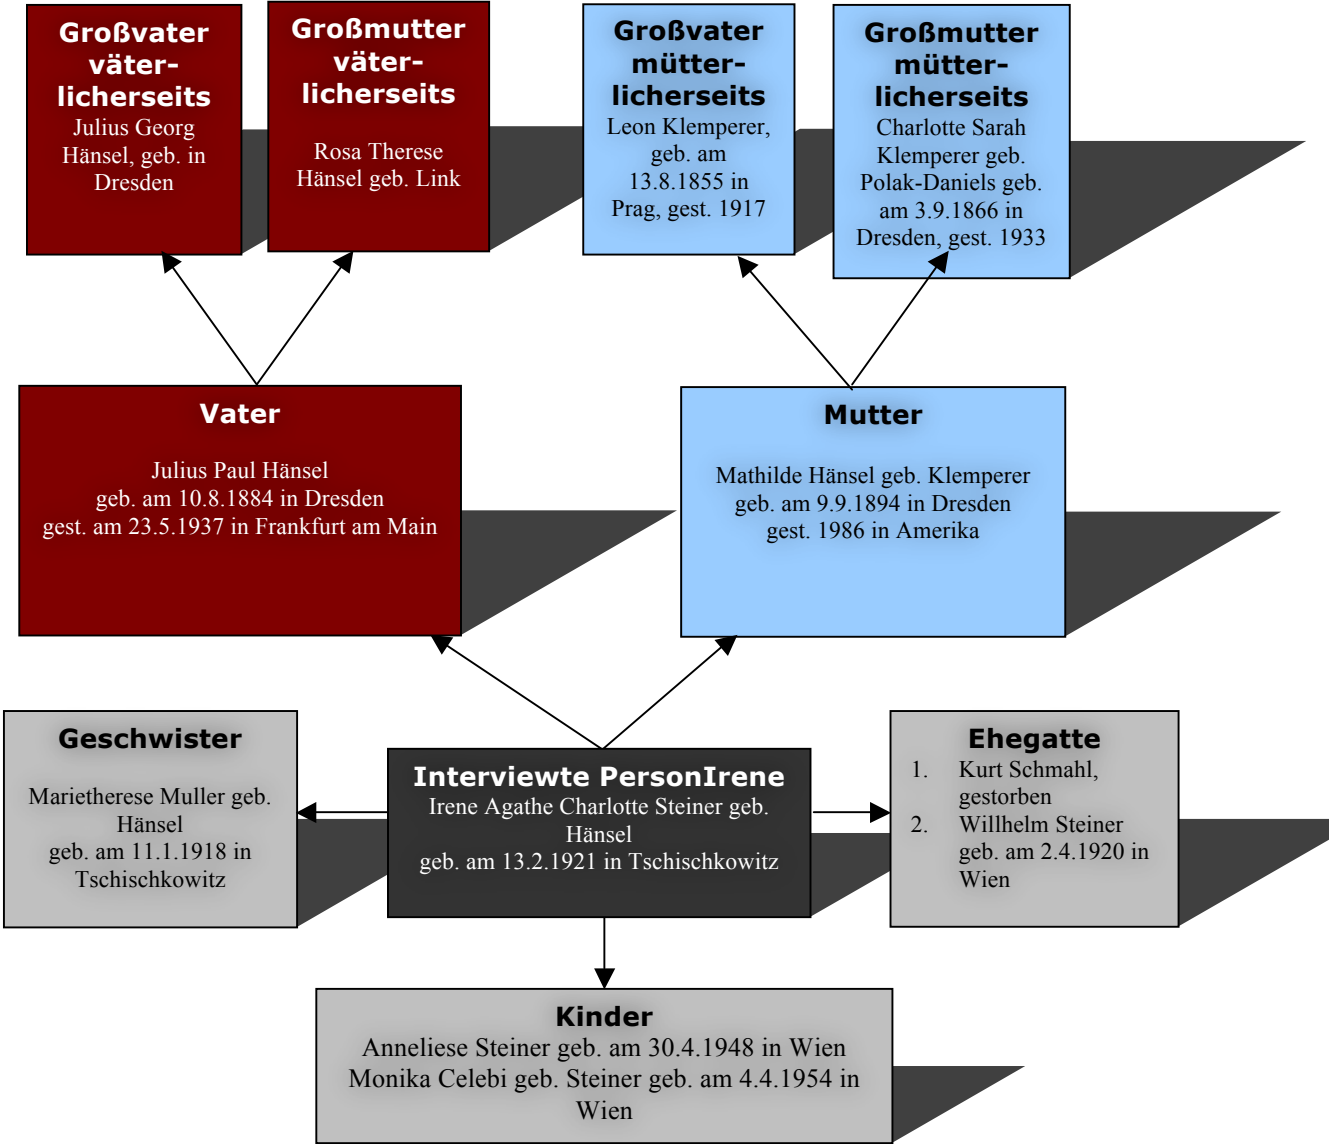 Großvater
väter-
licherseits
Julius Georg
Hänsel, geb. in
Dresden
Großmutter
väter-
licherseits
Rosa Therese
Hänsel geb. Link
Großvater
mütter-
licherseits
Leon Klemperer,
geb. am
13.8.1855 in
Prag, gest. 1917
Großmutter
mütter-
licherseits
Charlotte Sarah
Klemperer geb.
Polak-Daniels geb.
am 3.9.1866 in
Dresden, gest. 1933
Vater
Julius Paul Hänsel
geb. am 10.8.1884 in Dresden
gest. am 23.5.1937 in Frankfurt am Main
Mutter
Mathilde Hänsel geb. Klemperer
geb. am 9.9.1894 in Dresden
gest. 1986 in Amerika
Geschwister
Marietherese Muller geb.
Hänsel
geb. am 11.1.1918 in
Tschischkowitz
Interviewte PersonIrene
Irene Agathe Charlotte Steiner geb.
Hänsel
geb. am 13.2.1921 in Tschischkowitz
Ehegatte
1. Kurt Schmahl,
gestorben
2. Willhelm Steiner
geb. am 2.4.1920 in
Wien
Kinder
Anneliese Steiner geb. am 30.4.1948 in Wien
Monika Celebi geb. Steiner geb. am 4.4.1954 in
Wien